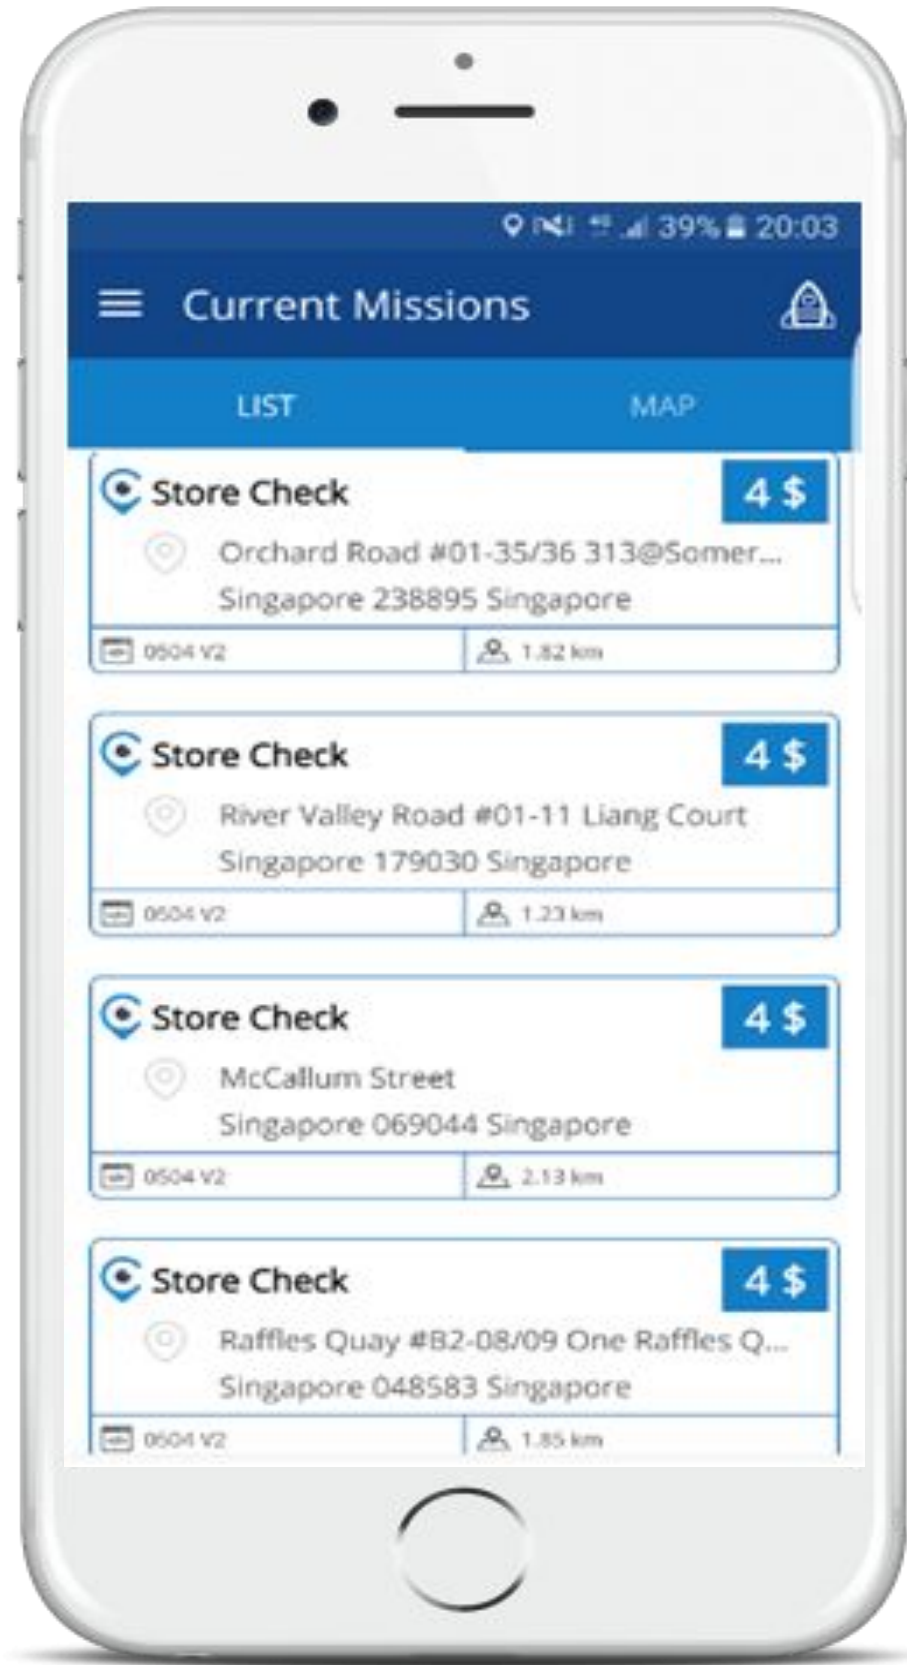 39% 20:03
Current Missions
LIST MAP
Store Check 4 $
Orchard Road #01-35/36 313@Somer...
Singapore 238895 Singapore
0504 V2 1.82 km
Store Check 4 $
River Valley Road #01-11 Liang Court
Singapore 179030 Singapore
0504 V2 1.23 km
Store Check 4 $
McCallum Street
Singapore 069044 Singapore
0504 V2 2.13 km
Store Check 4 $
Raffles Quay #B2-08/09 One Raffles Q...
Singapore 048583 Singapore
0504 V2 1.85 km